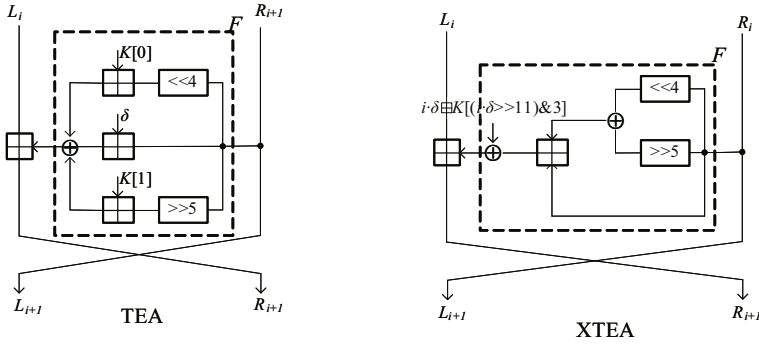 L_i
R_{i+1}
F
K[0]
<<4
δ
K[1]
>>5
L_{i+1}
R_{i+1}
TEA
L_i
R_i
F
i·δ⊞K[(i·δ>>11)&3]
<<4
>>5
L_{i+1}
R_{i+1}
XTEA